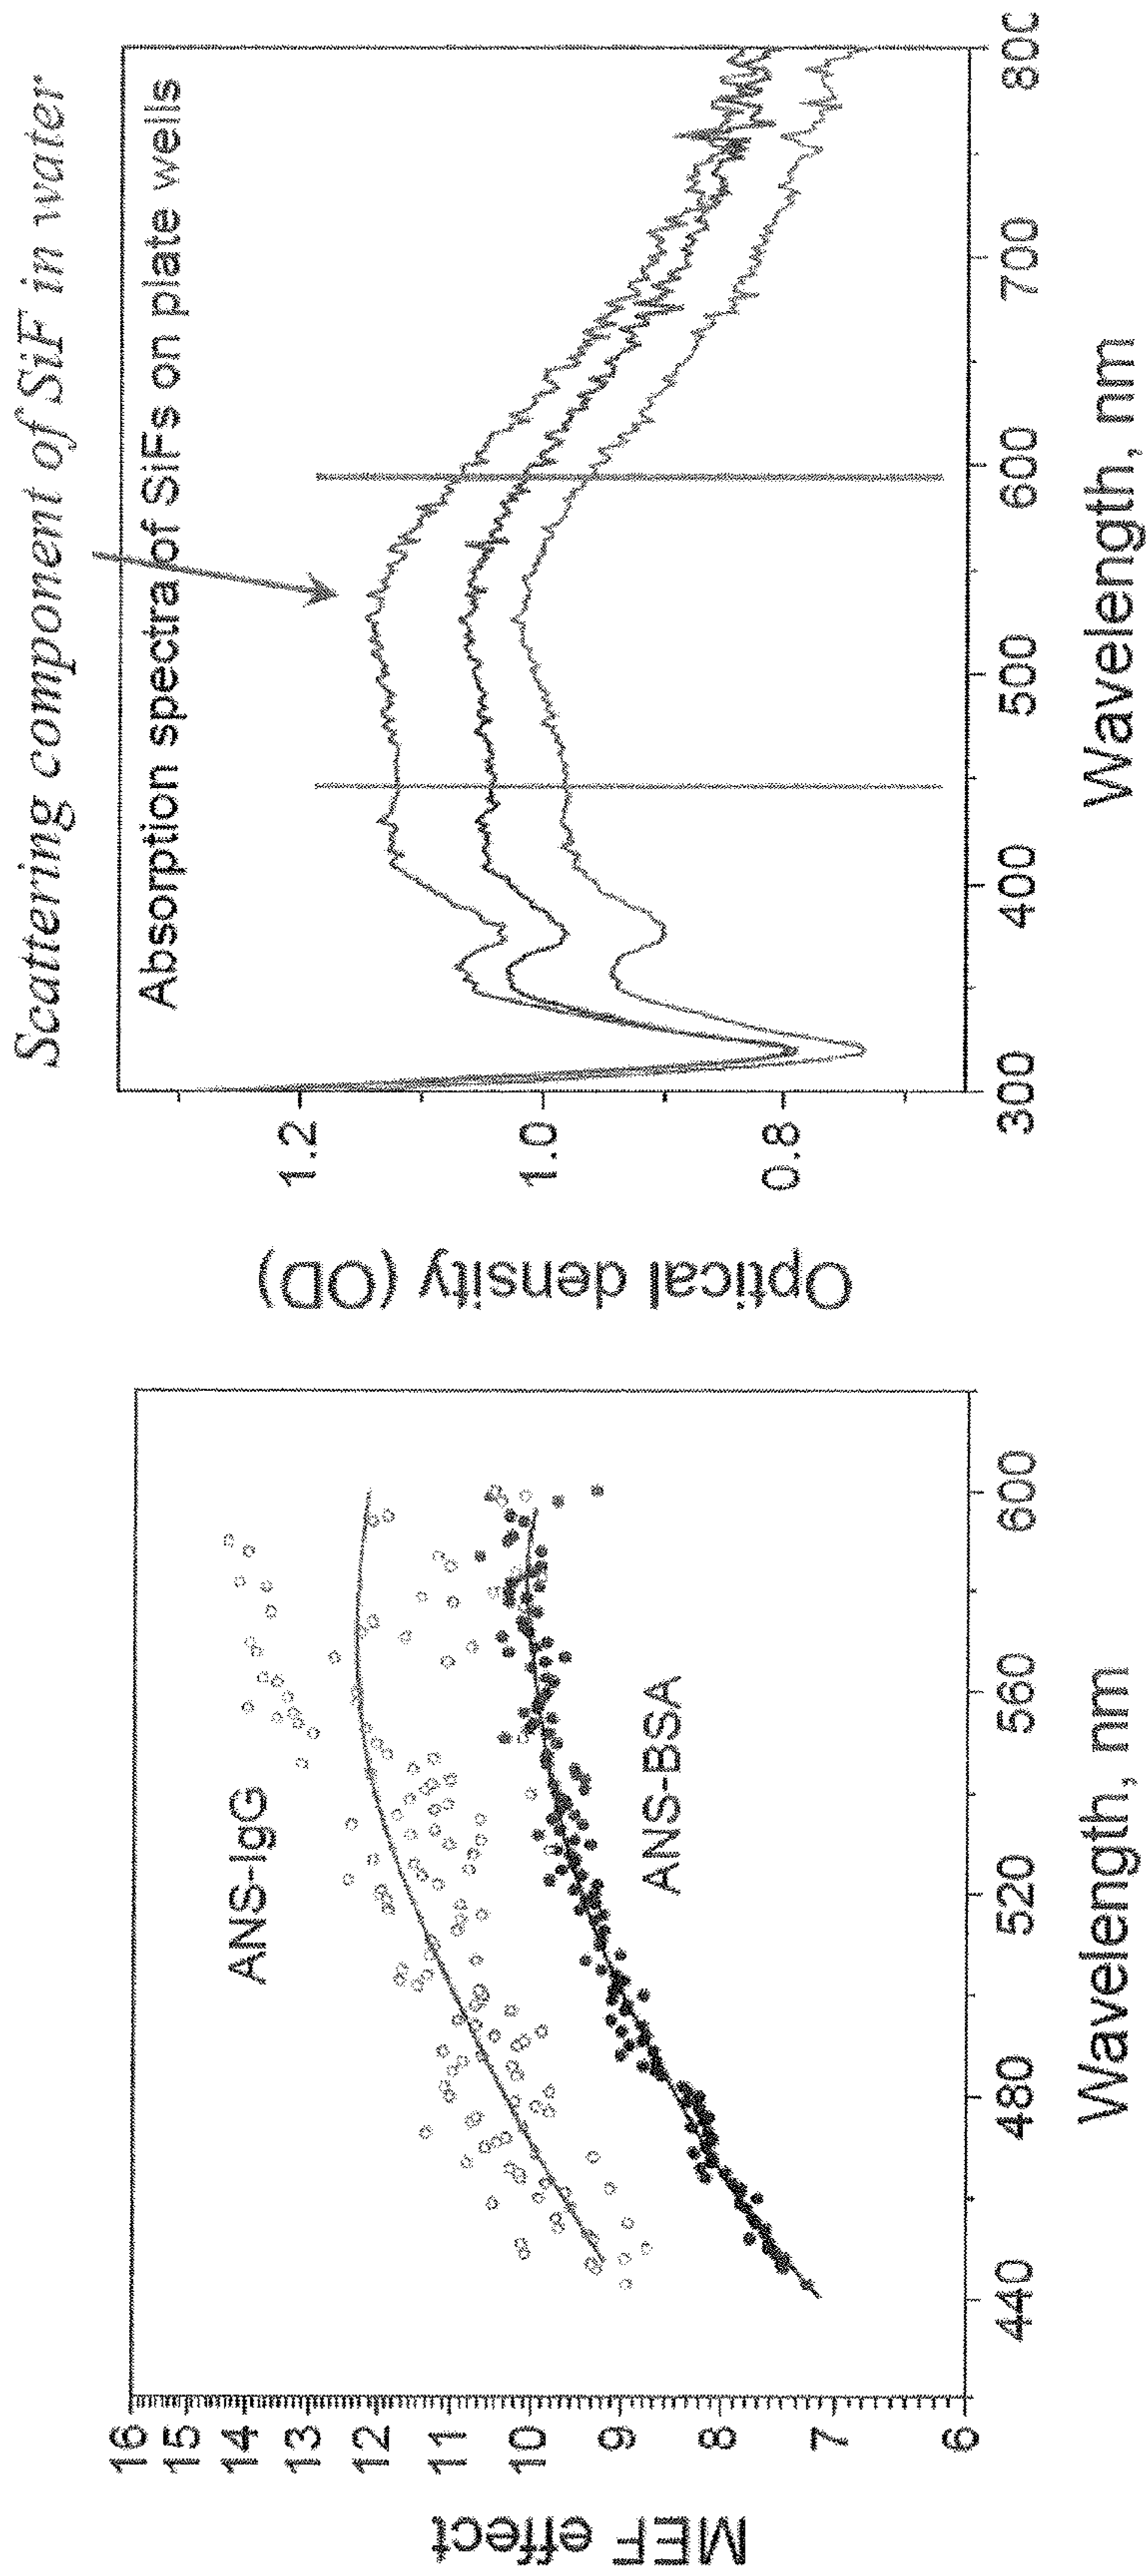 Scattering component of SiF in water
Absorption spectra of SiFs on plate wells
Optical density (OD)
1.2
1.0
0.8
300 400 500 600 700 800
Wavelength, nm
MEF effect
16
15
14
13
12
11
10
9
8
7
6
ANS-IgG
ANS-BSA
440 480 520 560 600
Wavelength, nm